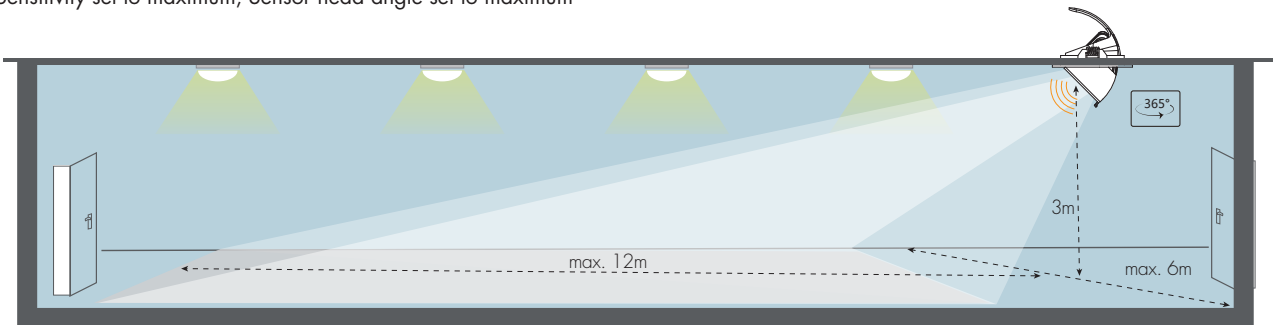 Sensitivity set to maximum, Sensor head angle set to maximum
365°
3m
max. 12m
max. 6m